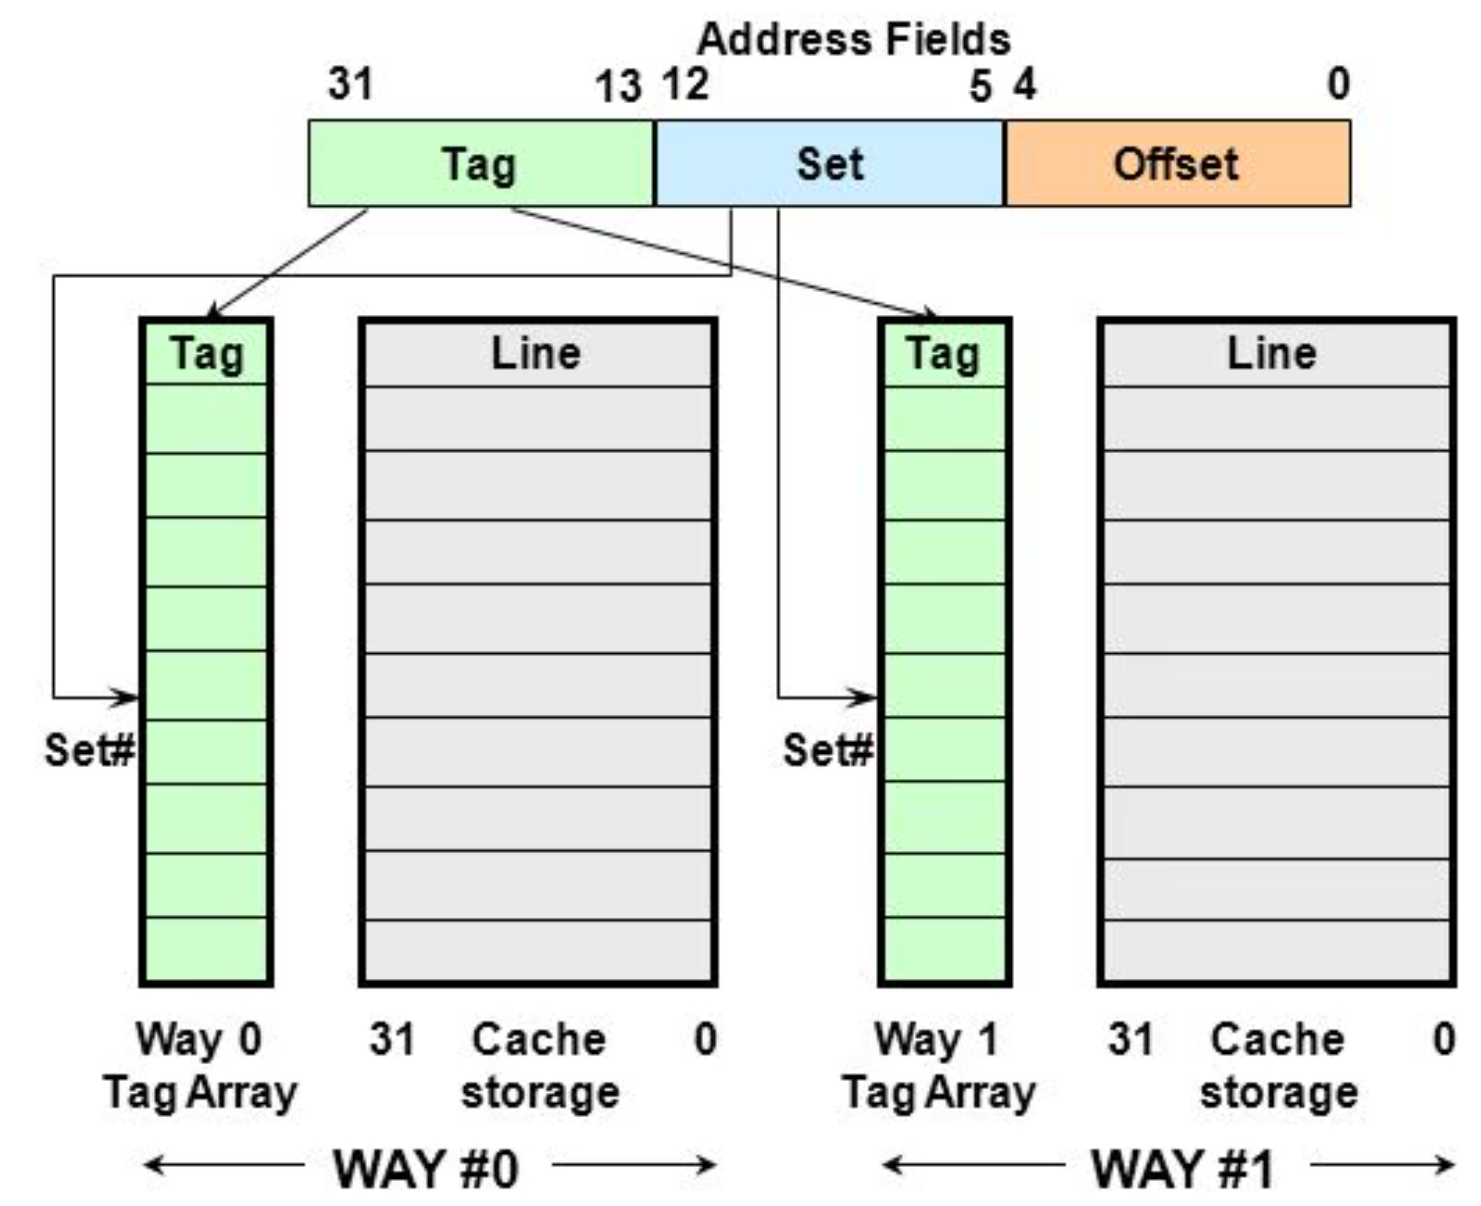 Address Fields
31 13 12 5 4 0
Tag Set Offset
Tag Line Tag Line
Set# Set#
Way 0 31 Cache 0 Way 1 31 Cache 0
Tag Array storage Tag Array storage
WAY #0 WAY #1